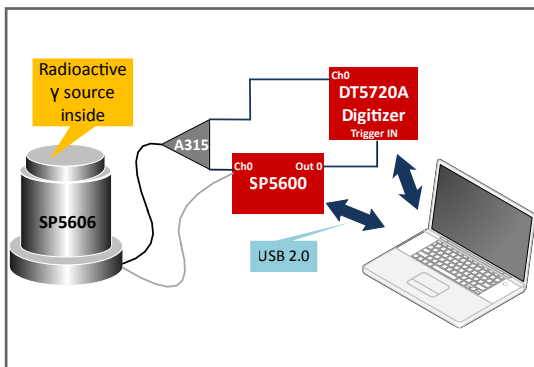 Radioactive
γ source
inside
SP5606
A315
Ch0
DT5720A
Digitizer
Trigger IN
Ch0
Out 0
SP5600
USB 2.0